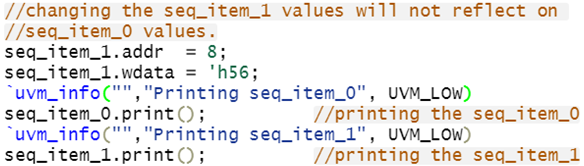 //changing the seq_item_1 values will not reflect on
//seq_item_0 values.
seq_item_1.addr  = 8;
seq_item_1.wdata = 'h56;
`uvm_info("","Printing seq_item_0", UVM_LOW)
seq_item_0.print();          //printing the seq_item_0
`uvm_info("","Printing seq_item_1", UVM_LOW)
seq_item_1.print();          //printing the seq_item_1